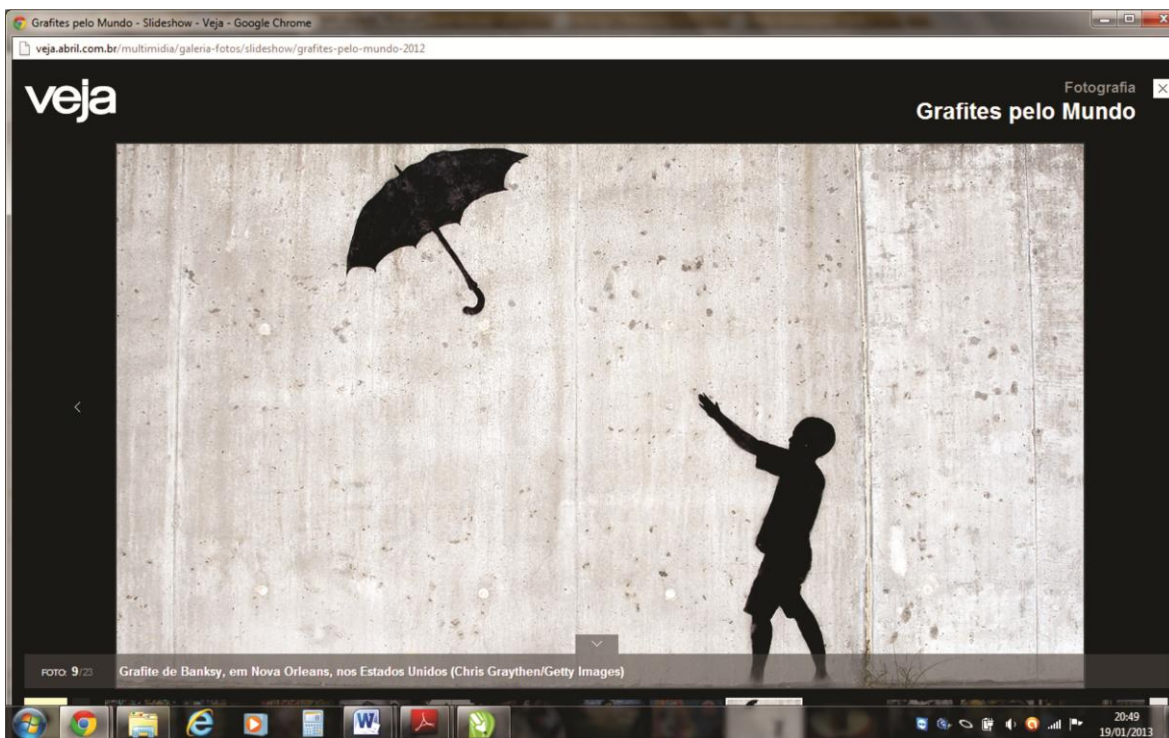 Grafites pelo Mundo - Slideshow - Veja - Google Chrome
veja.abril.com.br/multimidia/galeria-fotos/slideshow/grafites-pelo-mundo-2012
veja
Fotografia
Grafites pelo Mundo
FOTO: 9/23 Grafite de Banksy, em Nova Orleans, nos Estados Unidos (Chris Graythen/Getty Images)
20:49
19/01/2013